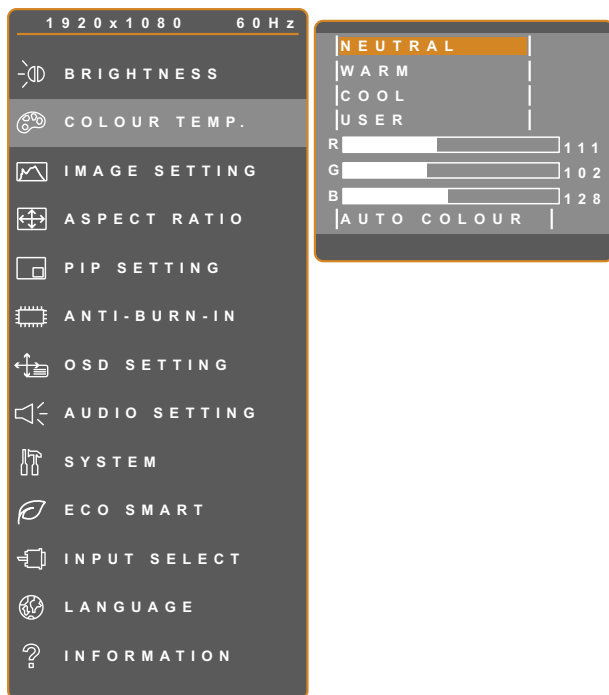 1920x1080 60Hz
BRIGHTNESS
COLOUR TEMP.
IMAGE SETTING
ASPECT RATIO
PIP SETTING
ANTI-BURN-IN
OSD SETTING
AUDIO SETTING
SYSTEM
ECO SMART
INPUT SELECT
LANGUAGE
INFORMATION
NEUTRAL
WARM
COOL
USER
R 111
G 102
B 128
AUTO COLOUR